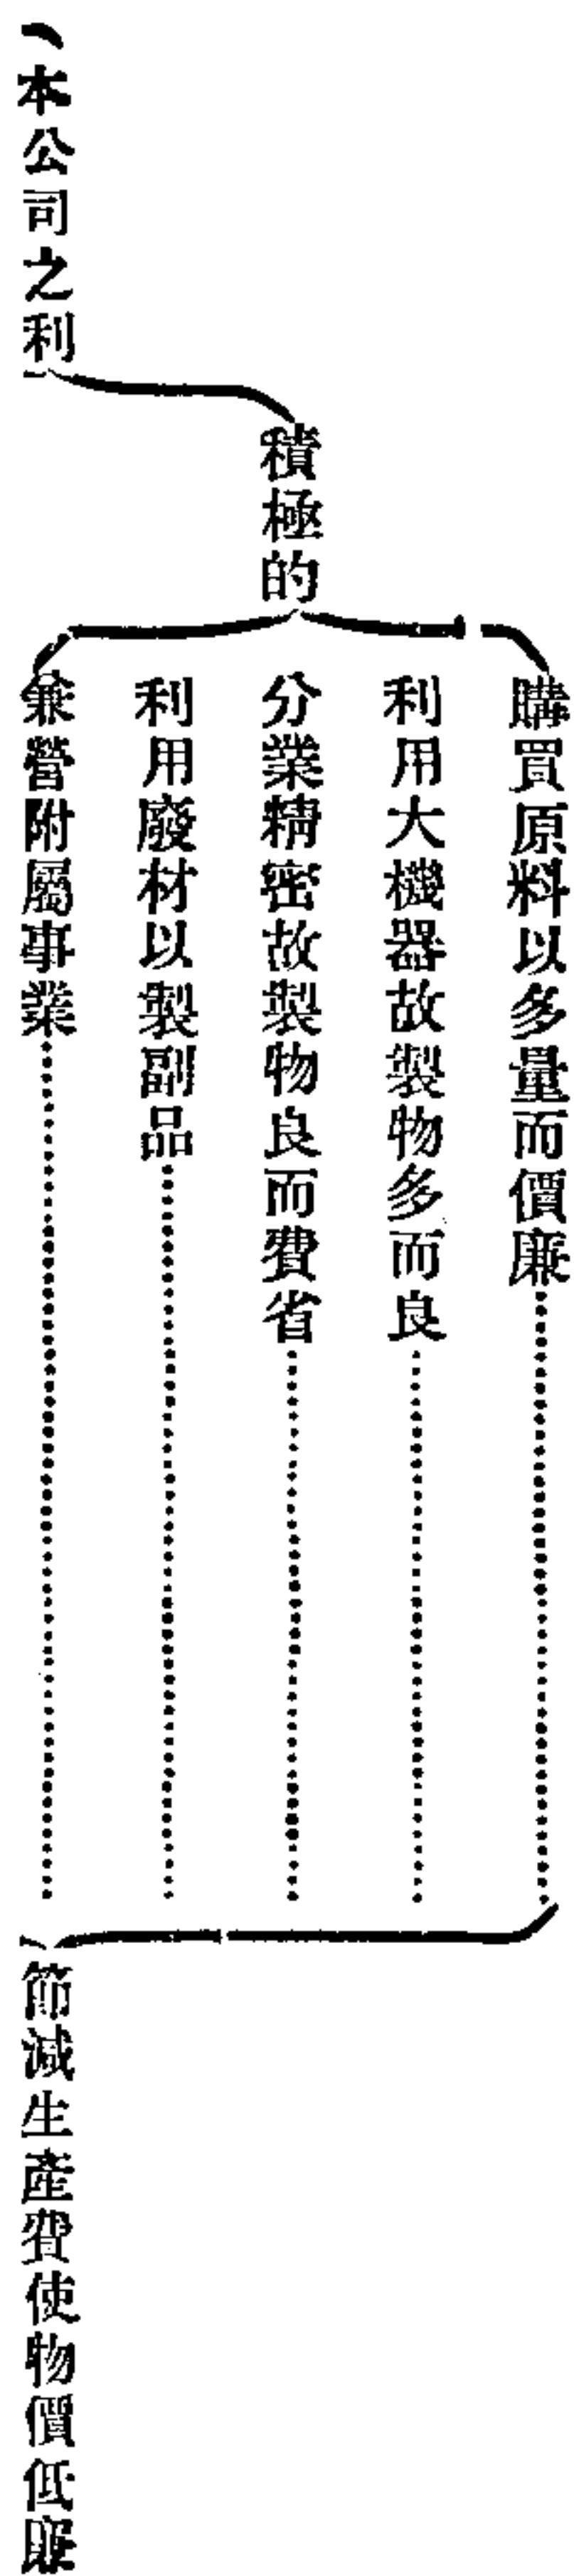 積極的
購買原料以多量而價廉
利用大機器故製物多而良
分業精密故製物良而費省
利用廢材以製副品
兼營附屬事業
本公司之利
節減生產費使物價低廉